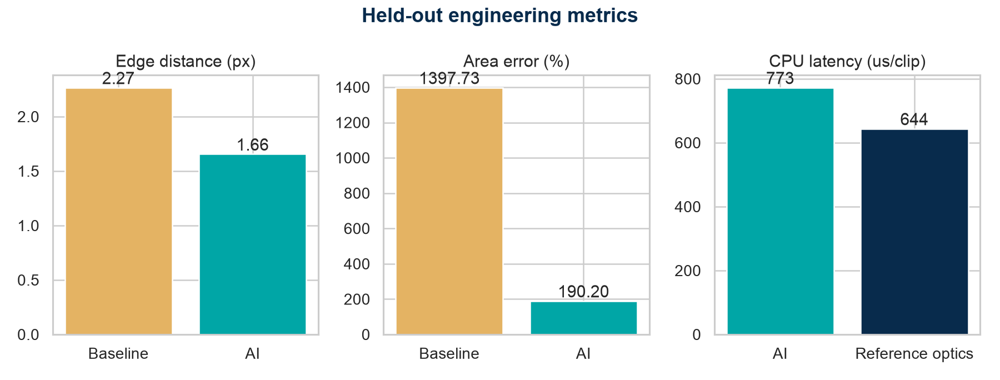 Held-out engineering metrics
Edge distance (px)
2.27
1.66
2.0
1.5
1.0
0.5
0.0
Baseline
AI
Area error (%)
1397.73
190.20
1400
1200
1000
800
600
400
200
0
Baseline
AI
CPU latency (us/clip)
773
644
800
600
400
200
0
AI
Reference optics